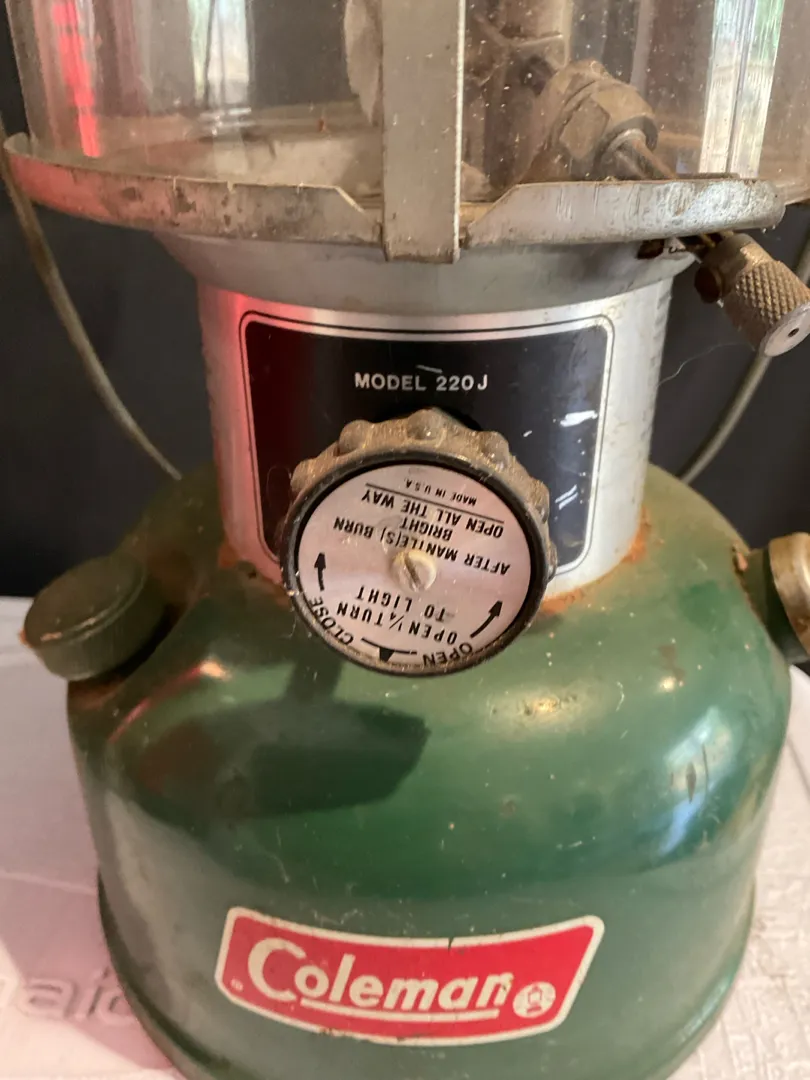 MODEL 220J
OPEN
CLOSE
OPEN 1/4 TURN
TO LIGHT
AFTER MANTLE(S) BURN
BRIGHT
OPEN ALL THE WAY
MADE IN U.S.A.
Coleman ®